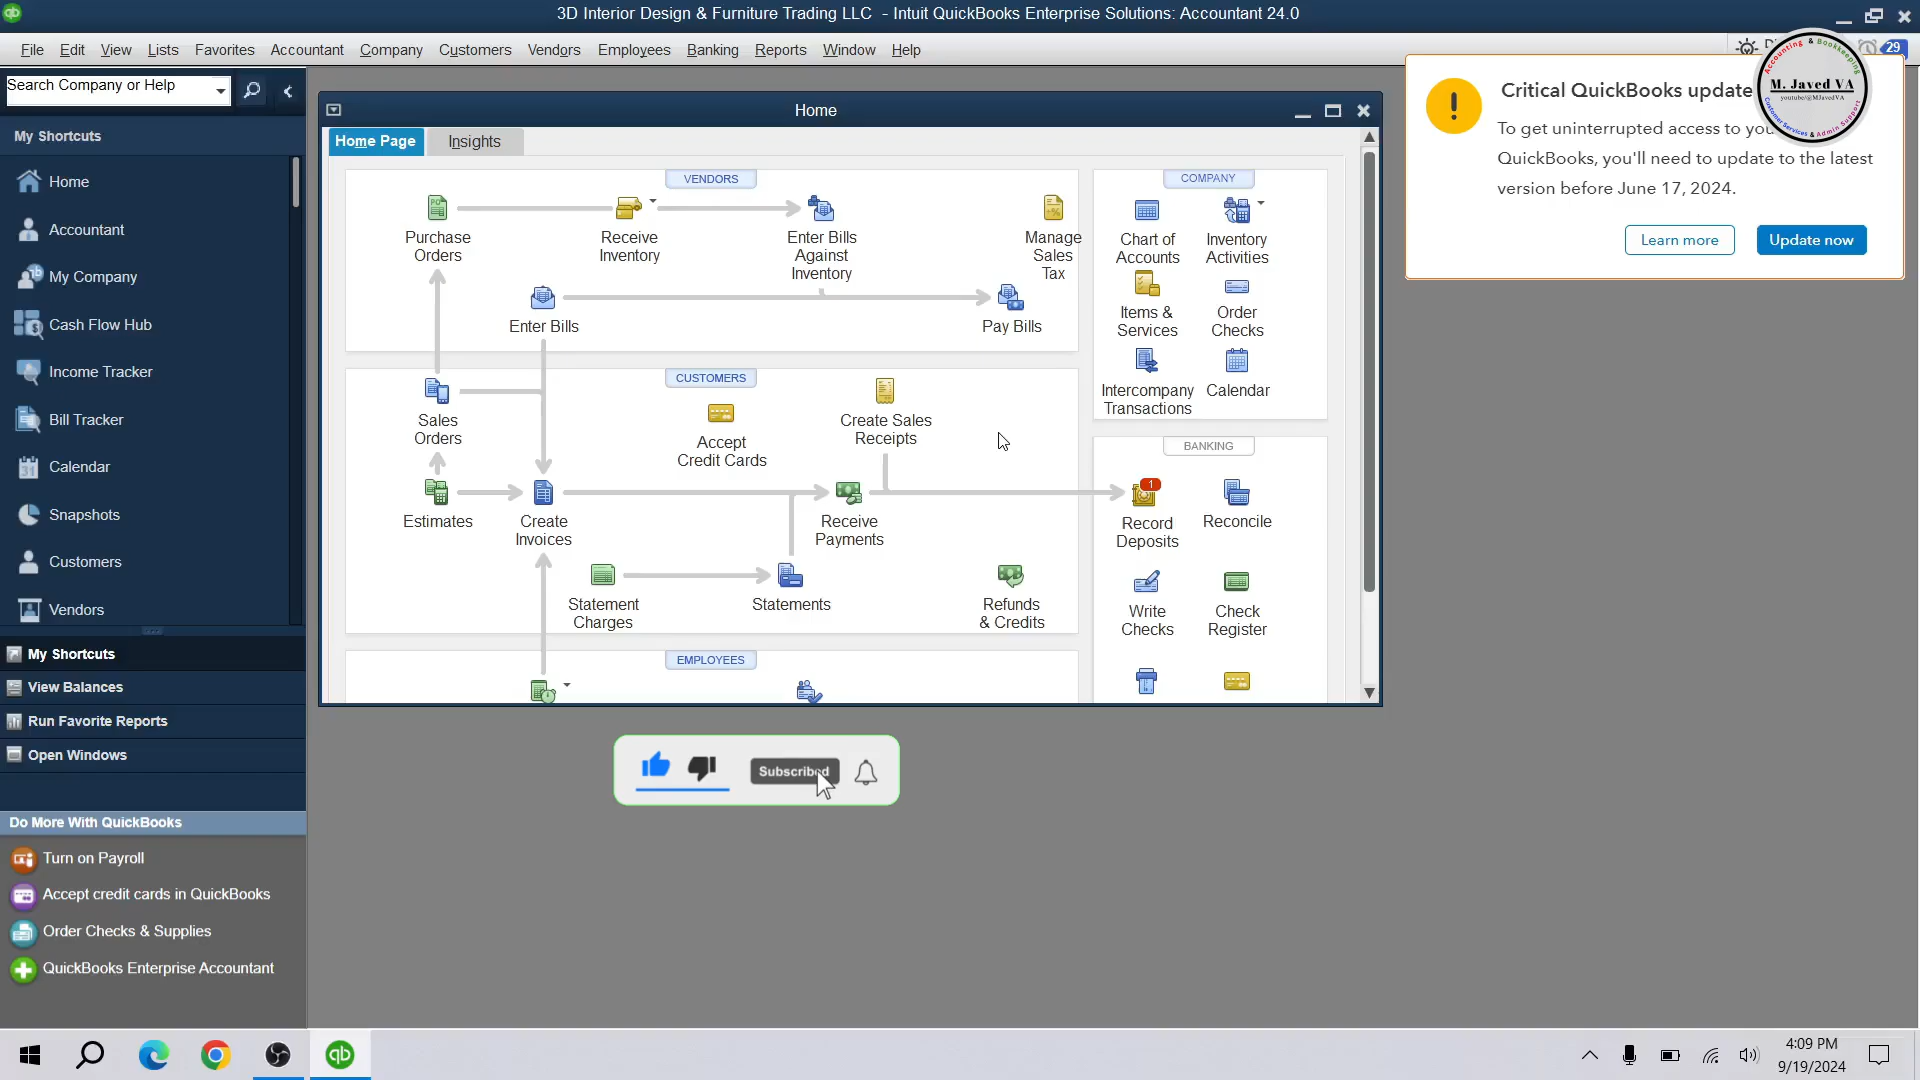 3D Interior Design & Furniture Trading LLC - Intuit QuickBooks Enterprise Solutions: Accountant 24.0
File Edit View Lists Favorites Accountant Company Customers Vendors Employees Banking Reports Window Help
29
Search Company or Help
My Shortcuts
Home
Accountant
My Company
Cash Flow Hub
Income Tracker
Bill Tracker
Calendar
Snapshots
Customers
Vendors
My Shortcuts
View Balances
Run Favorite Reports
Open Windows
Do More With QuickBooks
Turn on Payroll
Accept credit cards in QuickBooks
Order Checks & Supplies
QuickBooks Enterprise Accountant
Home
Home Page Insights
VENDORS
Purchase
Orders
Receive
Inventory
Enter Bills
Against
Inventory
Manage
Sales
Tax
Enter Bills
Pay Bills
CUSTOMERS
Sales
Orders
Accept
Credit Cards
Create Sales
Receipts
Estimates
Create
Invoices
Receive
Payments
Statement
Charges
Statements
Refunds
& Credits
EMPLOYEES
COMPANY
Chart of
Accounts
Inventory
Activities
Items &
Services
Order
Checks
Intercompany
Transactions
Calendar
BANKING
1
Record
Deposits
Reconcile
Write
Checks
Check
Register
Critical QuickBooks update
To get uninterrupted access to you
QuickBooks, you'll need to update to the latest
version before June 17, 2024.
Learn more
Update now
Accounting & Bookkeeping
M. Javed VA
youtube/@MJavedVA
Customer Services & Admin Support
Subscribed
4:09 PM
9/19/2024